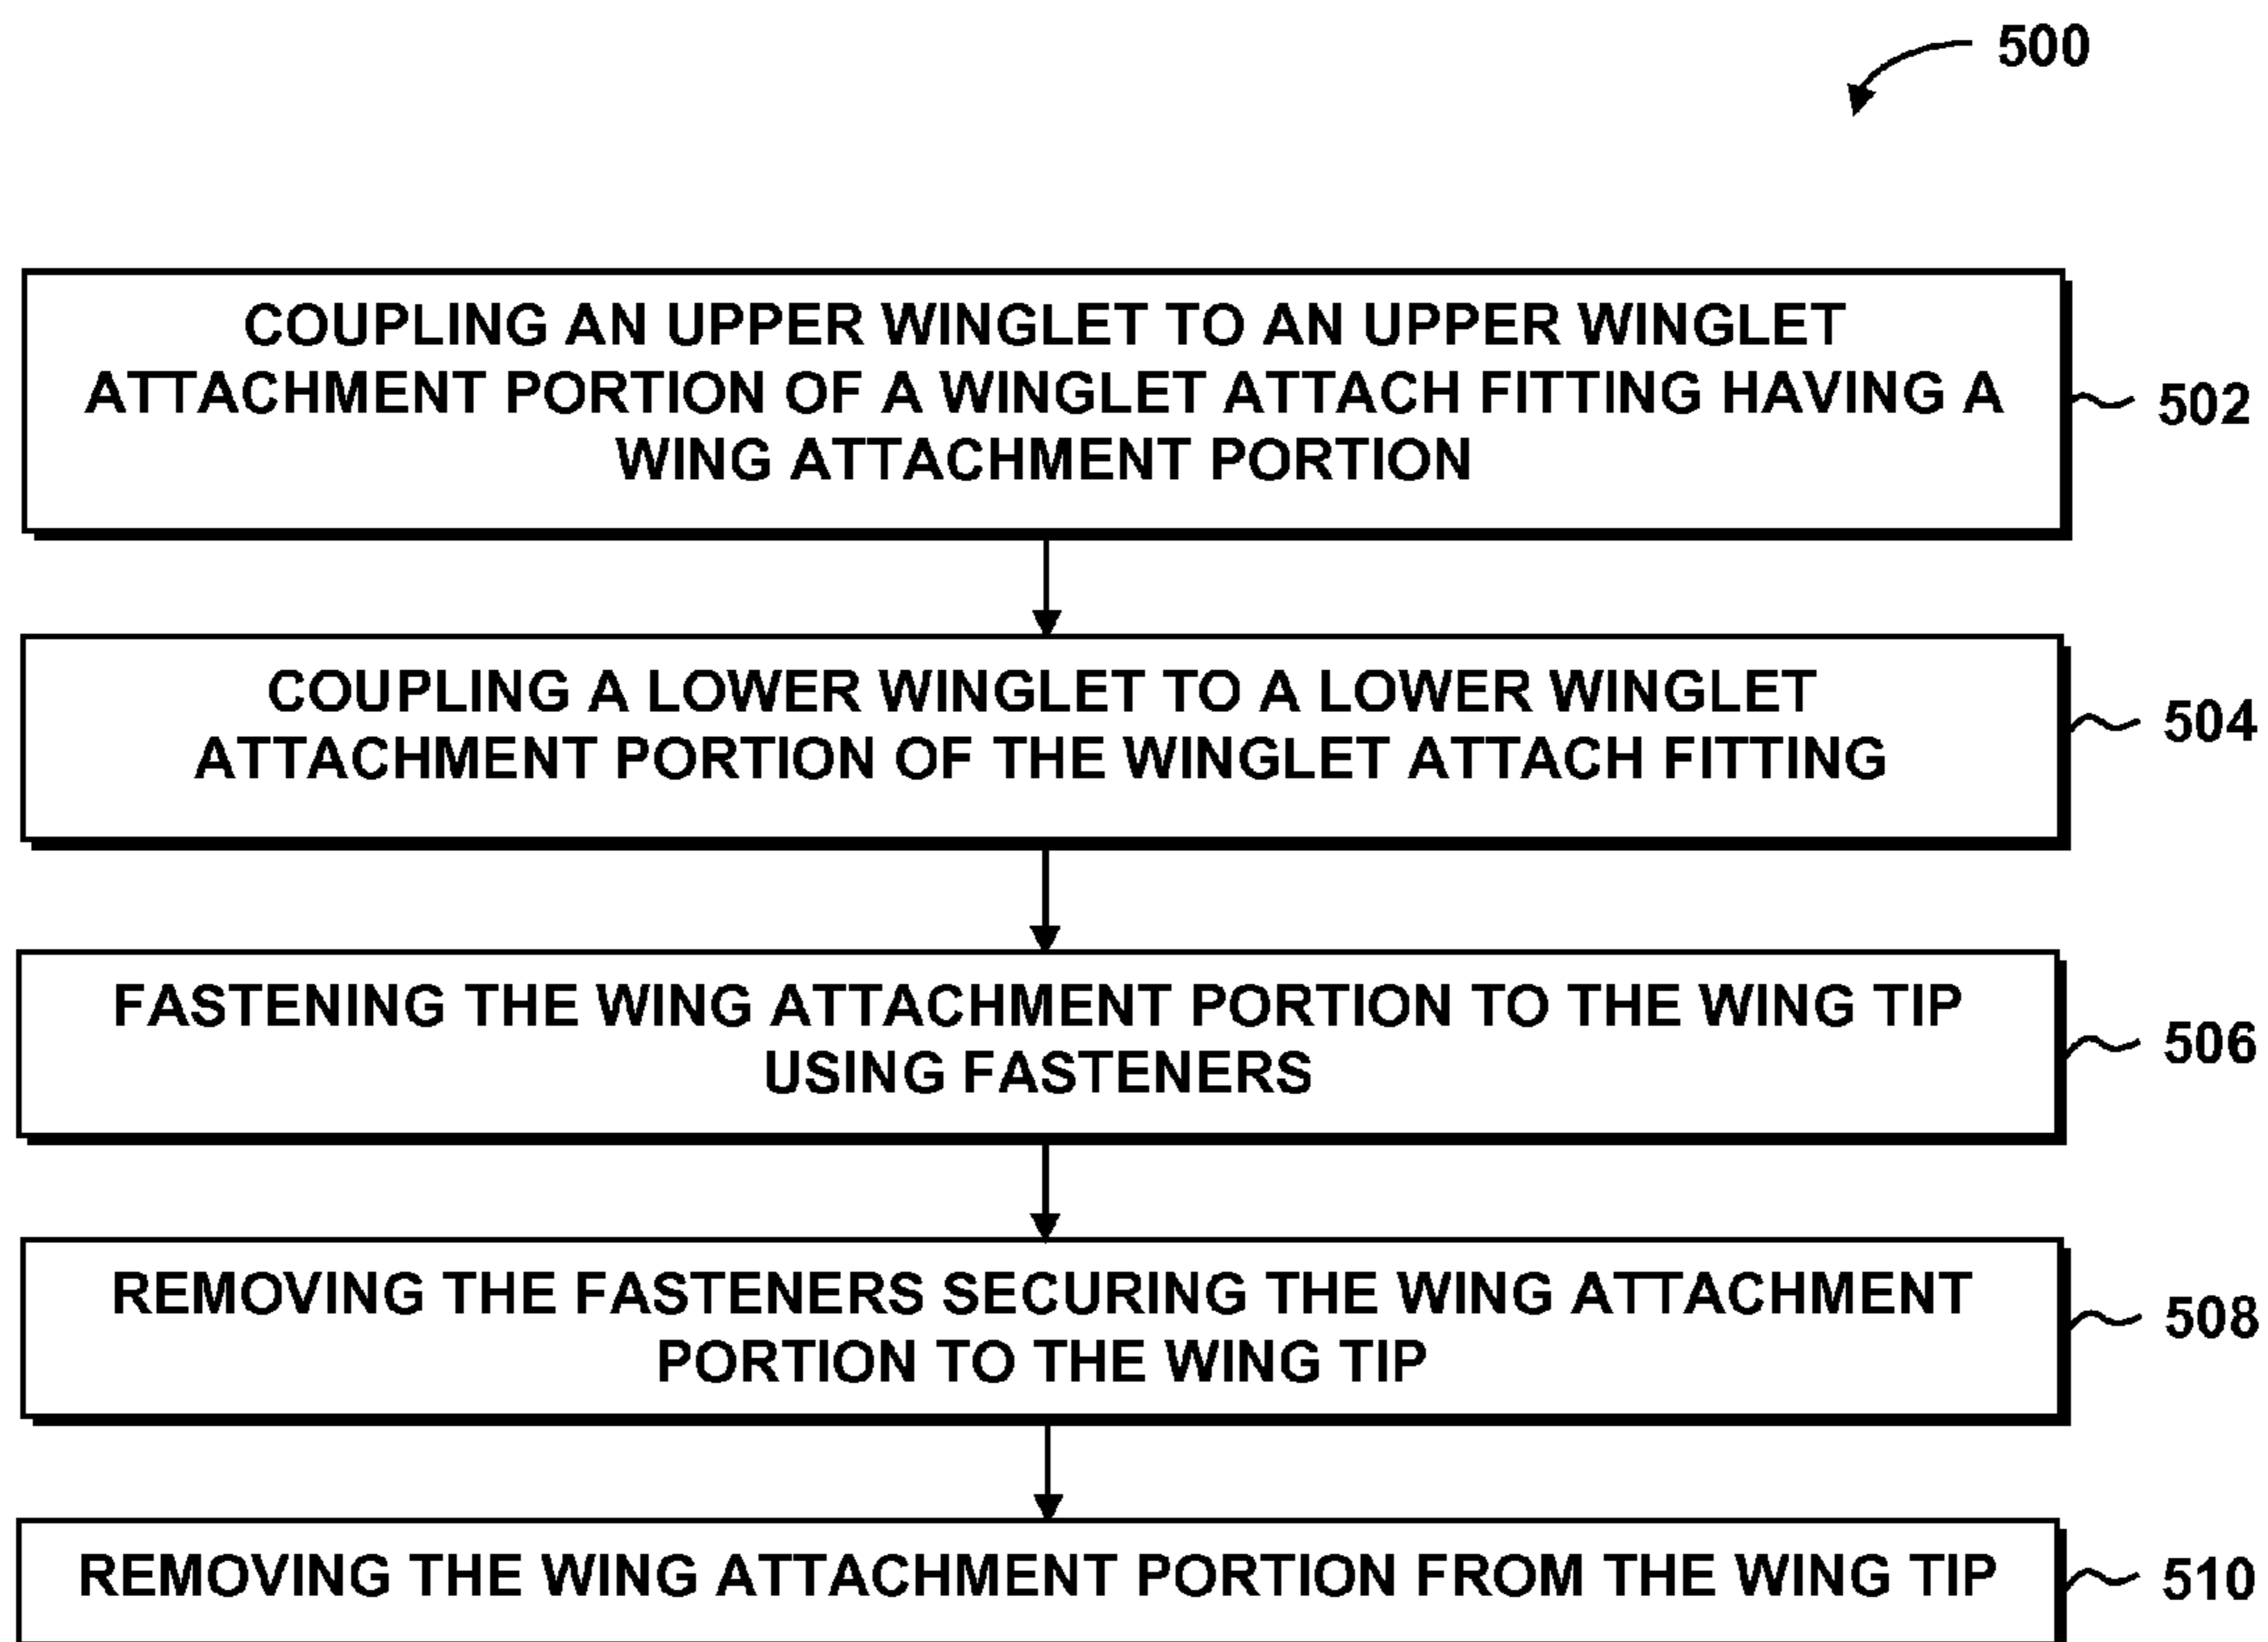 500
COUPLING AN UPPER WINGLET TO AN UPPER WINGLET
ATTACHMENT PORTION OF A WINGLET ATTACH FITTING HAVING A
WING ATTACHMENT PORTION
502
COUPLING A LOWER WINGLET TO A LOWER WINGLET
ATTACHMENT PORTION OF THE WINGLET ATTACH FITTING
504
FASTENING THE WING ATTACHMENT PORTION TO THE WING TIP
USING FASTENERS
506
REMOVING THE FASTENERS SECURING THE WING ATTACHMENT
PORTION TO THE WING TIP
508
REMOVING THE WING ATTACHMENT PORTION FROM THE WING TIP
510